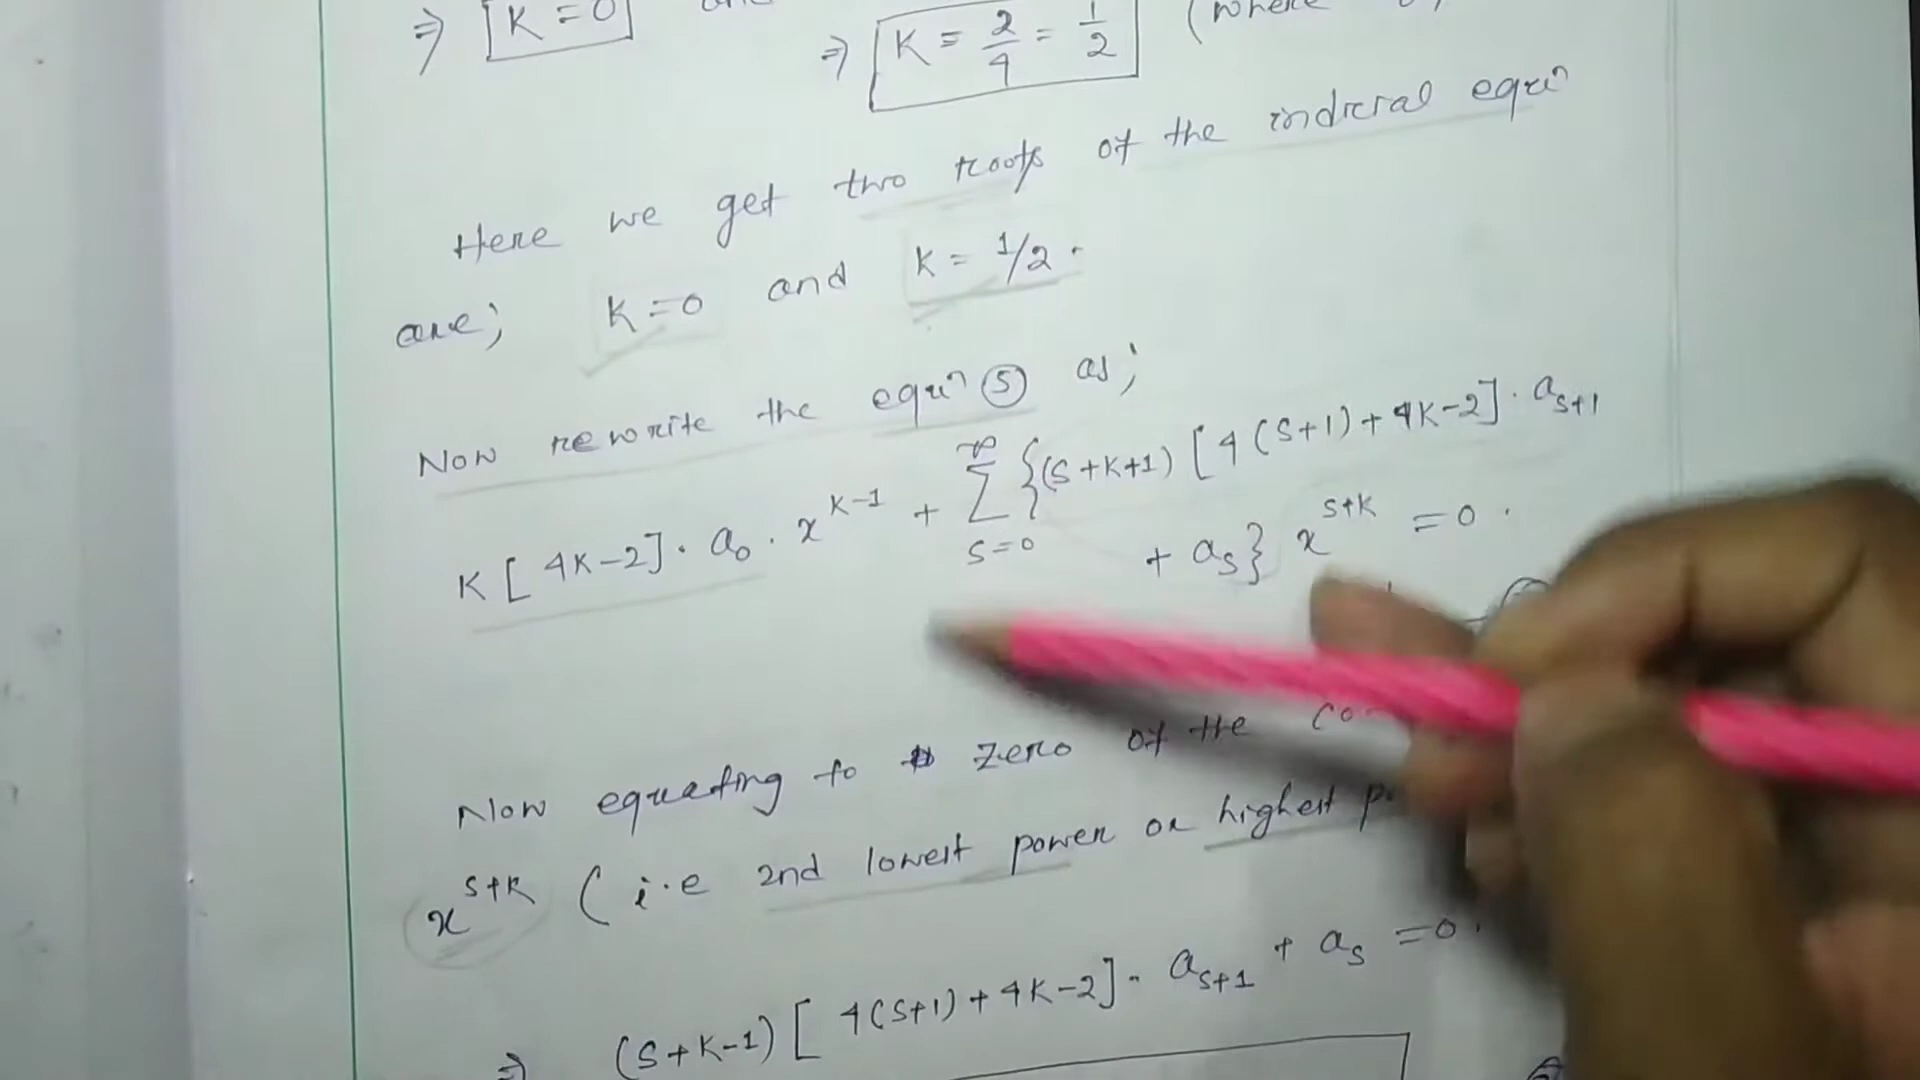 ⇒ K = 0
⇒ K = 2/4 = 1/2 (where
Here we get two roots of the indicial equⁿ
are; K=0 and K = 1/2 .
Now rewrite the equⁿ ⑤ as;
K [ 4K-2] . a₀ . x^(K-1) + ∑_(s=0)^∞ {(s+K+1) [ 4(s+1) + 4K-2] . a_(s+1)
+ a_s} x^(s+K) = 0 .
Now equating to zero of the
x^(s+K) ( i.e 2nd lowest power or highest
⇒ (s+K-1) [ 4(s+1) + 4K-2] . a_(s+1) + a_s = 0 .